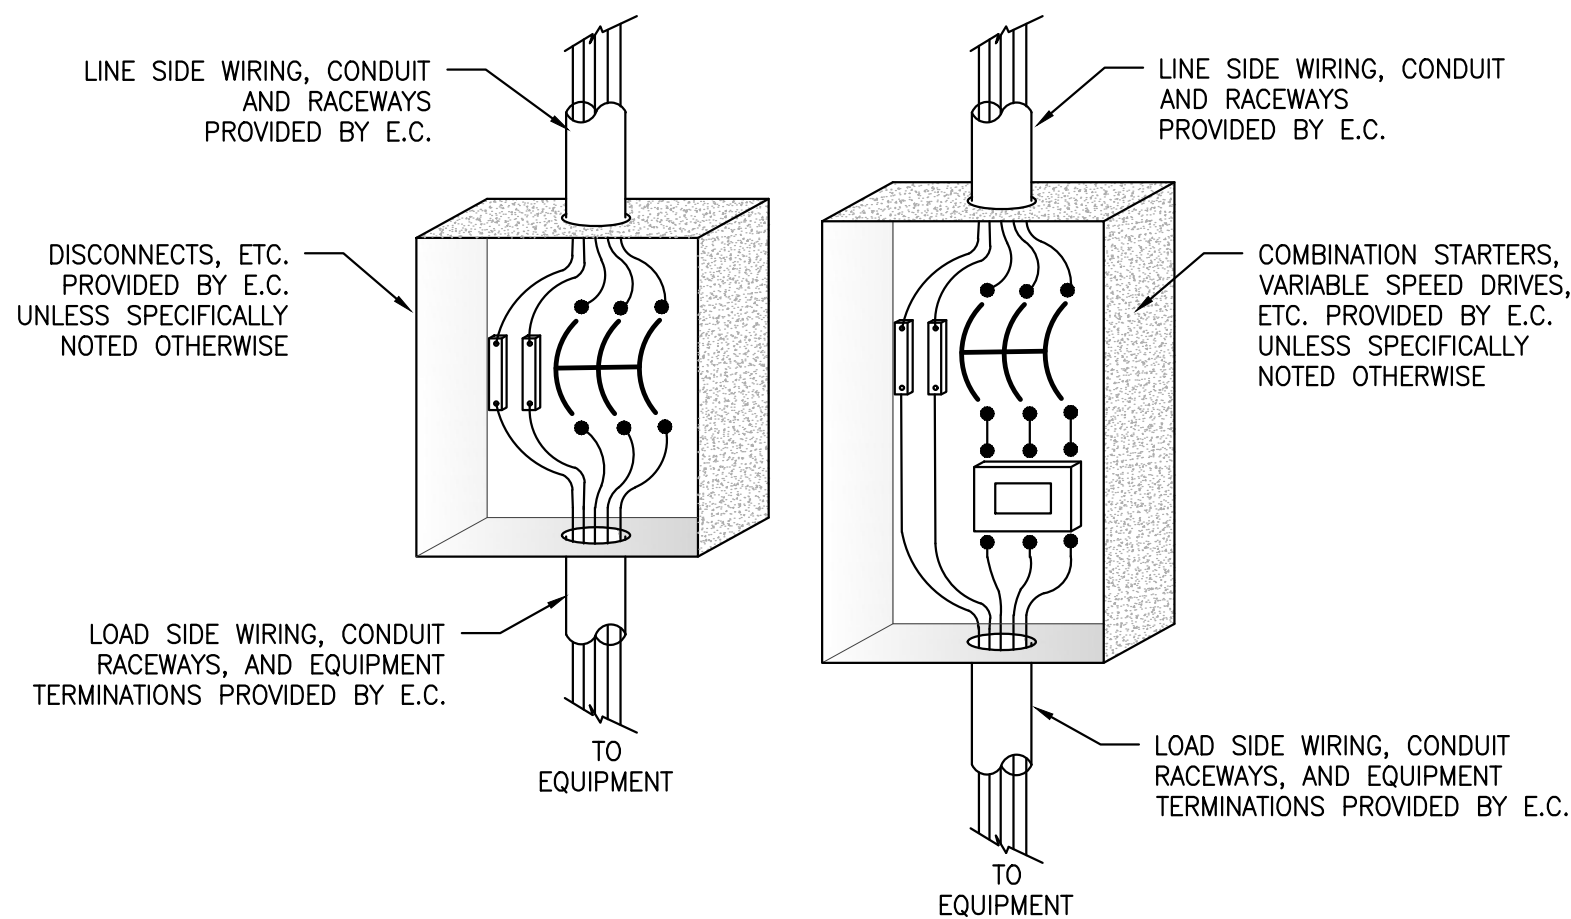 LINE SIDE WIRING, CONDUIT
AND RACEWAYS
PROVIDED BY E.C.
DISCONNECTS, ETC.
PROVIDED BY E.C.
UNLESS SPECIFICALLY
NOTED OTHERWISE
LOAD SIDE WIRING, CONDUIT
RACEWAYS, AND EQUIPMENT
TERMINATIONS PROVIDED BY E.C.
TO
EQUIPMENT
LINE SIDE WIRING, CONDUIT
AND RACEWAYS
PROVIDED BY E.C.
COMBINATION STARTERS,
VARIABLE SPEED DRIVES,
ETC. PROVIDED BY E.C.
UNLESS SPECIFICALLY
NOTED OTHERWISE
LOAD SIDE WIRING, CONDUIT
RACEWAYS, AND EQUIPMENT
TERMINATIONS PROVIDED BY E.C.
TO
EQUIPMENT